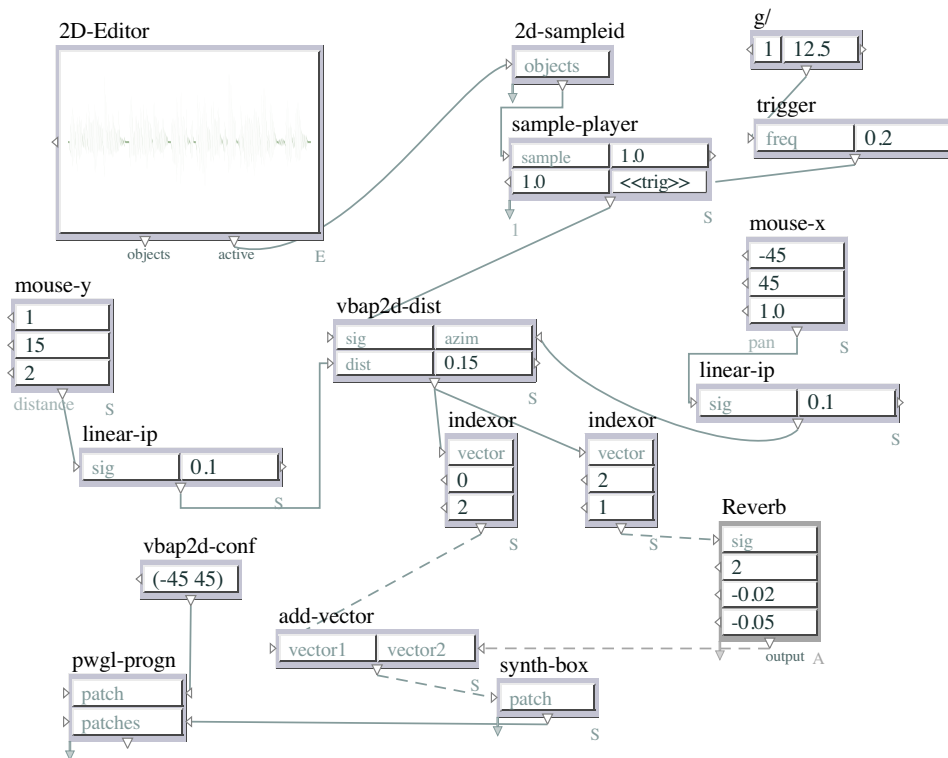 2D-Editor
objects
active
E
2d-sampleid
objects
g/
1 12.5
trigger
freq 0.2
sample-player
sample 1.0
1.0 <<trig>>
1
S
mouse-x
-45
45
1.0
pan
S
mouse-y
1
15
2
distance
S
vbap2d-dist
sig azim
dist 0.15
S
linear-ip
sig 0.1
S
linear-ip
sig 0.1
S
indexor
vector
0
2
S
indexor
vector
2
1
S
Reverb
sig
2
-0.02
-0.05
output A
vbap2d-conf
(-45 45)
add-vector
vector1 vector2
S
pwgl-progn
patch
patches
synth-box
patch
S